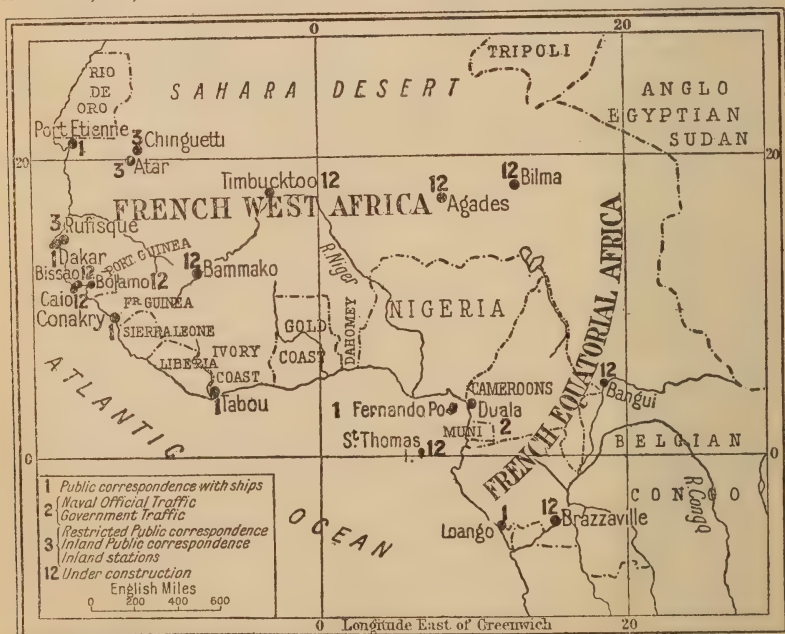 0
20
TRIPOLI
RIO
DE
ORO
SAHARA DESERT
ANGLO
EGYPTIAN
SUDAN
Port Etienne
1
3 Chinguetti
3 Atar
20
20
Timbucktoo 12
12
Agades
12
Bilma
FRENCH WEST AFRICA
3 Rufisque
1 Dakar
PORT GUINEA
12
Bissao 12
Bojamo
12
Bammako
R. Niger
Caio 12
Conakry
1
FR. GUINEA
SIERRA LEONE
LIBERIA
IVORY
COAST
GOLD
COAST
DAHOMEY
NIGERIA
FRENCH EQUATORIAL AFRICA
1 Tabou
1 Fernando Po
CAMEROONS
Duala
MUNI
2
12
Bangui
St. Thomas
12
ATLANTIC
OCEAN
BELGIAN
CONGO
R. Congo
0
0
1
Loango
12
Brazzaville
1 Public correspondence with ships
2 Naval Official Traffic
Government Traffic
3 Restricted Public correspondence
Inland Public correspondence
Inland stations
12 Under construction
English Miles
0 200 400 600
0 Longitude East of Greenwich 20